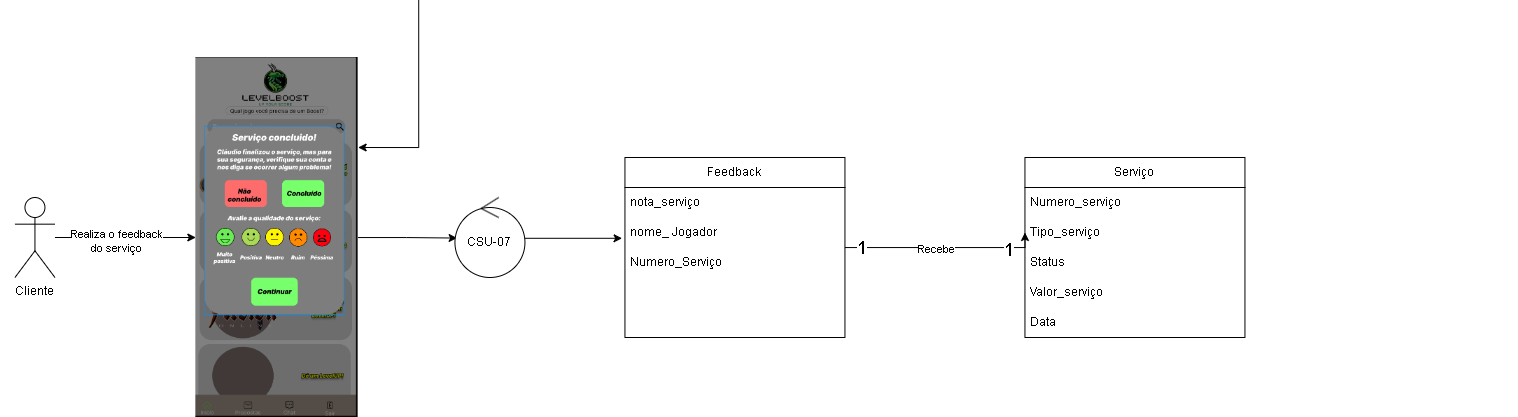 LEVELBOOST
Qual jogo você precisa de um Boost?
Serviço concluído!
Cláudio finalizou o serviço, mas para
sua segurança, verifique sua conta e
nos diga se ocorrer algum problema!
Não
concluído
Concluído
Avalie a qualidade do serviço:
Muito
positiva
Positiva
Neutro
Ruim
Péssimo
Continuar
Realiza o feedback
do serviço
Cliente
CSU-07
Feedback
nota_serviço
nome_ Jogador
Numero_Serviço
1
Recebe
1
Serviço
Numero_serviço
Tipo_serviço
Status
Valor_serviço
Data